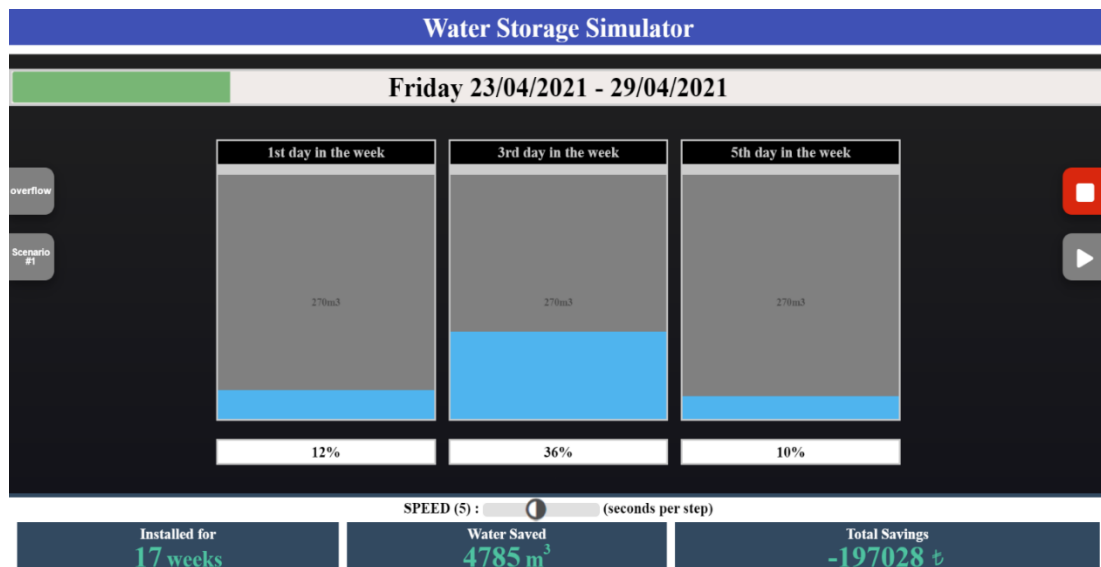 Water Storage Simulator
Friday 23/04/2021 - 29/04/2021
1st day in the week
3rd day in the week
5th day in the week
overflow
Scenario
#1
270m3
270m3
270m3
12%
36%
10%
SPEED (5) : (seconds per step)
Installed for
17 weeks
Water Saved
4785 m³
Total Savings
-197028 ₺